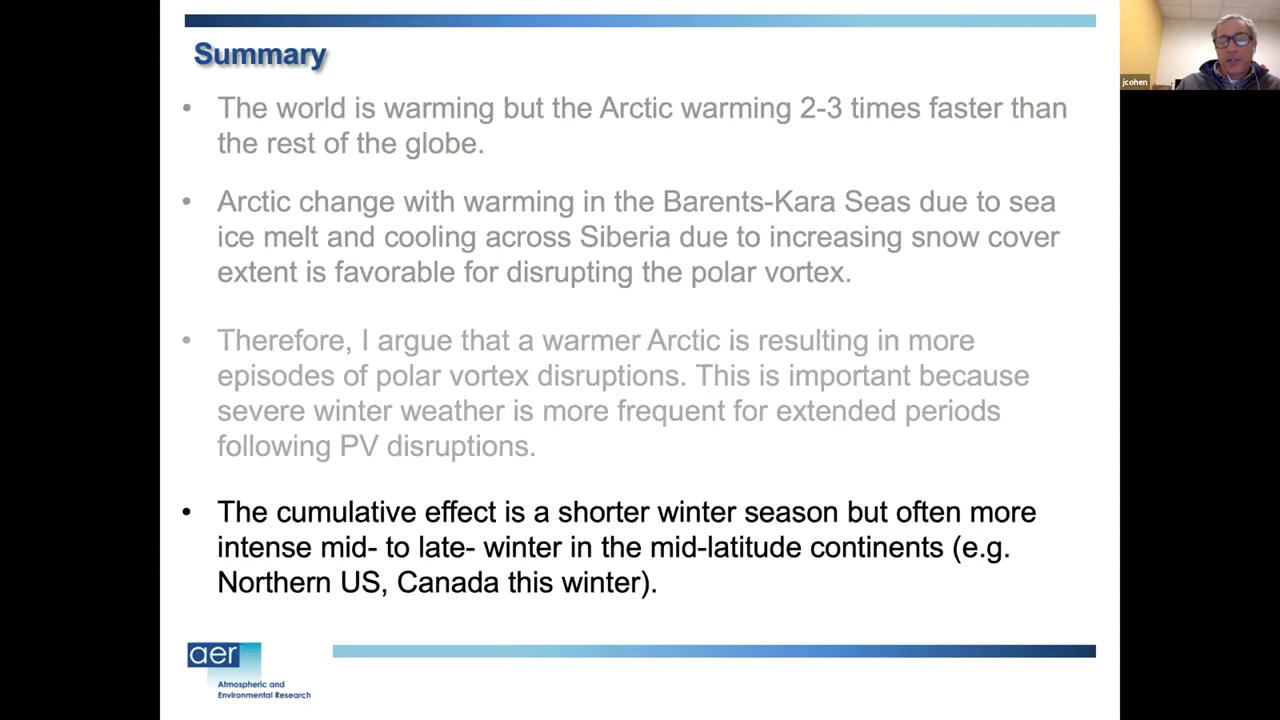 Summary
• The world is warming but the Arctic warming 2-3 times faster than
the rest of the globe.
• Arctic change with warming in the Barents-Kara Seas due to sea
ice melt and cooling across Siberia due to increasing snow cover
extent is favorable for disrupting the polar vortex.
• Therefore, I argue that a warmer Arctic is resulting in more
episodes of polar vortex disruptions. This is important because
severe winter weather is more frequent for extended periods
following PV disruptions.
• The cumulative effect is a shorter winter season but often more
intense mid- to late- winter in the mid-latitude continents (e.g.
Northern US, Canada this winter).
aer
Atmospheric and
Environmental Research
jcohen